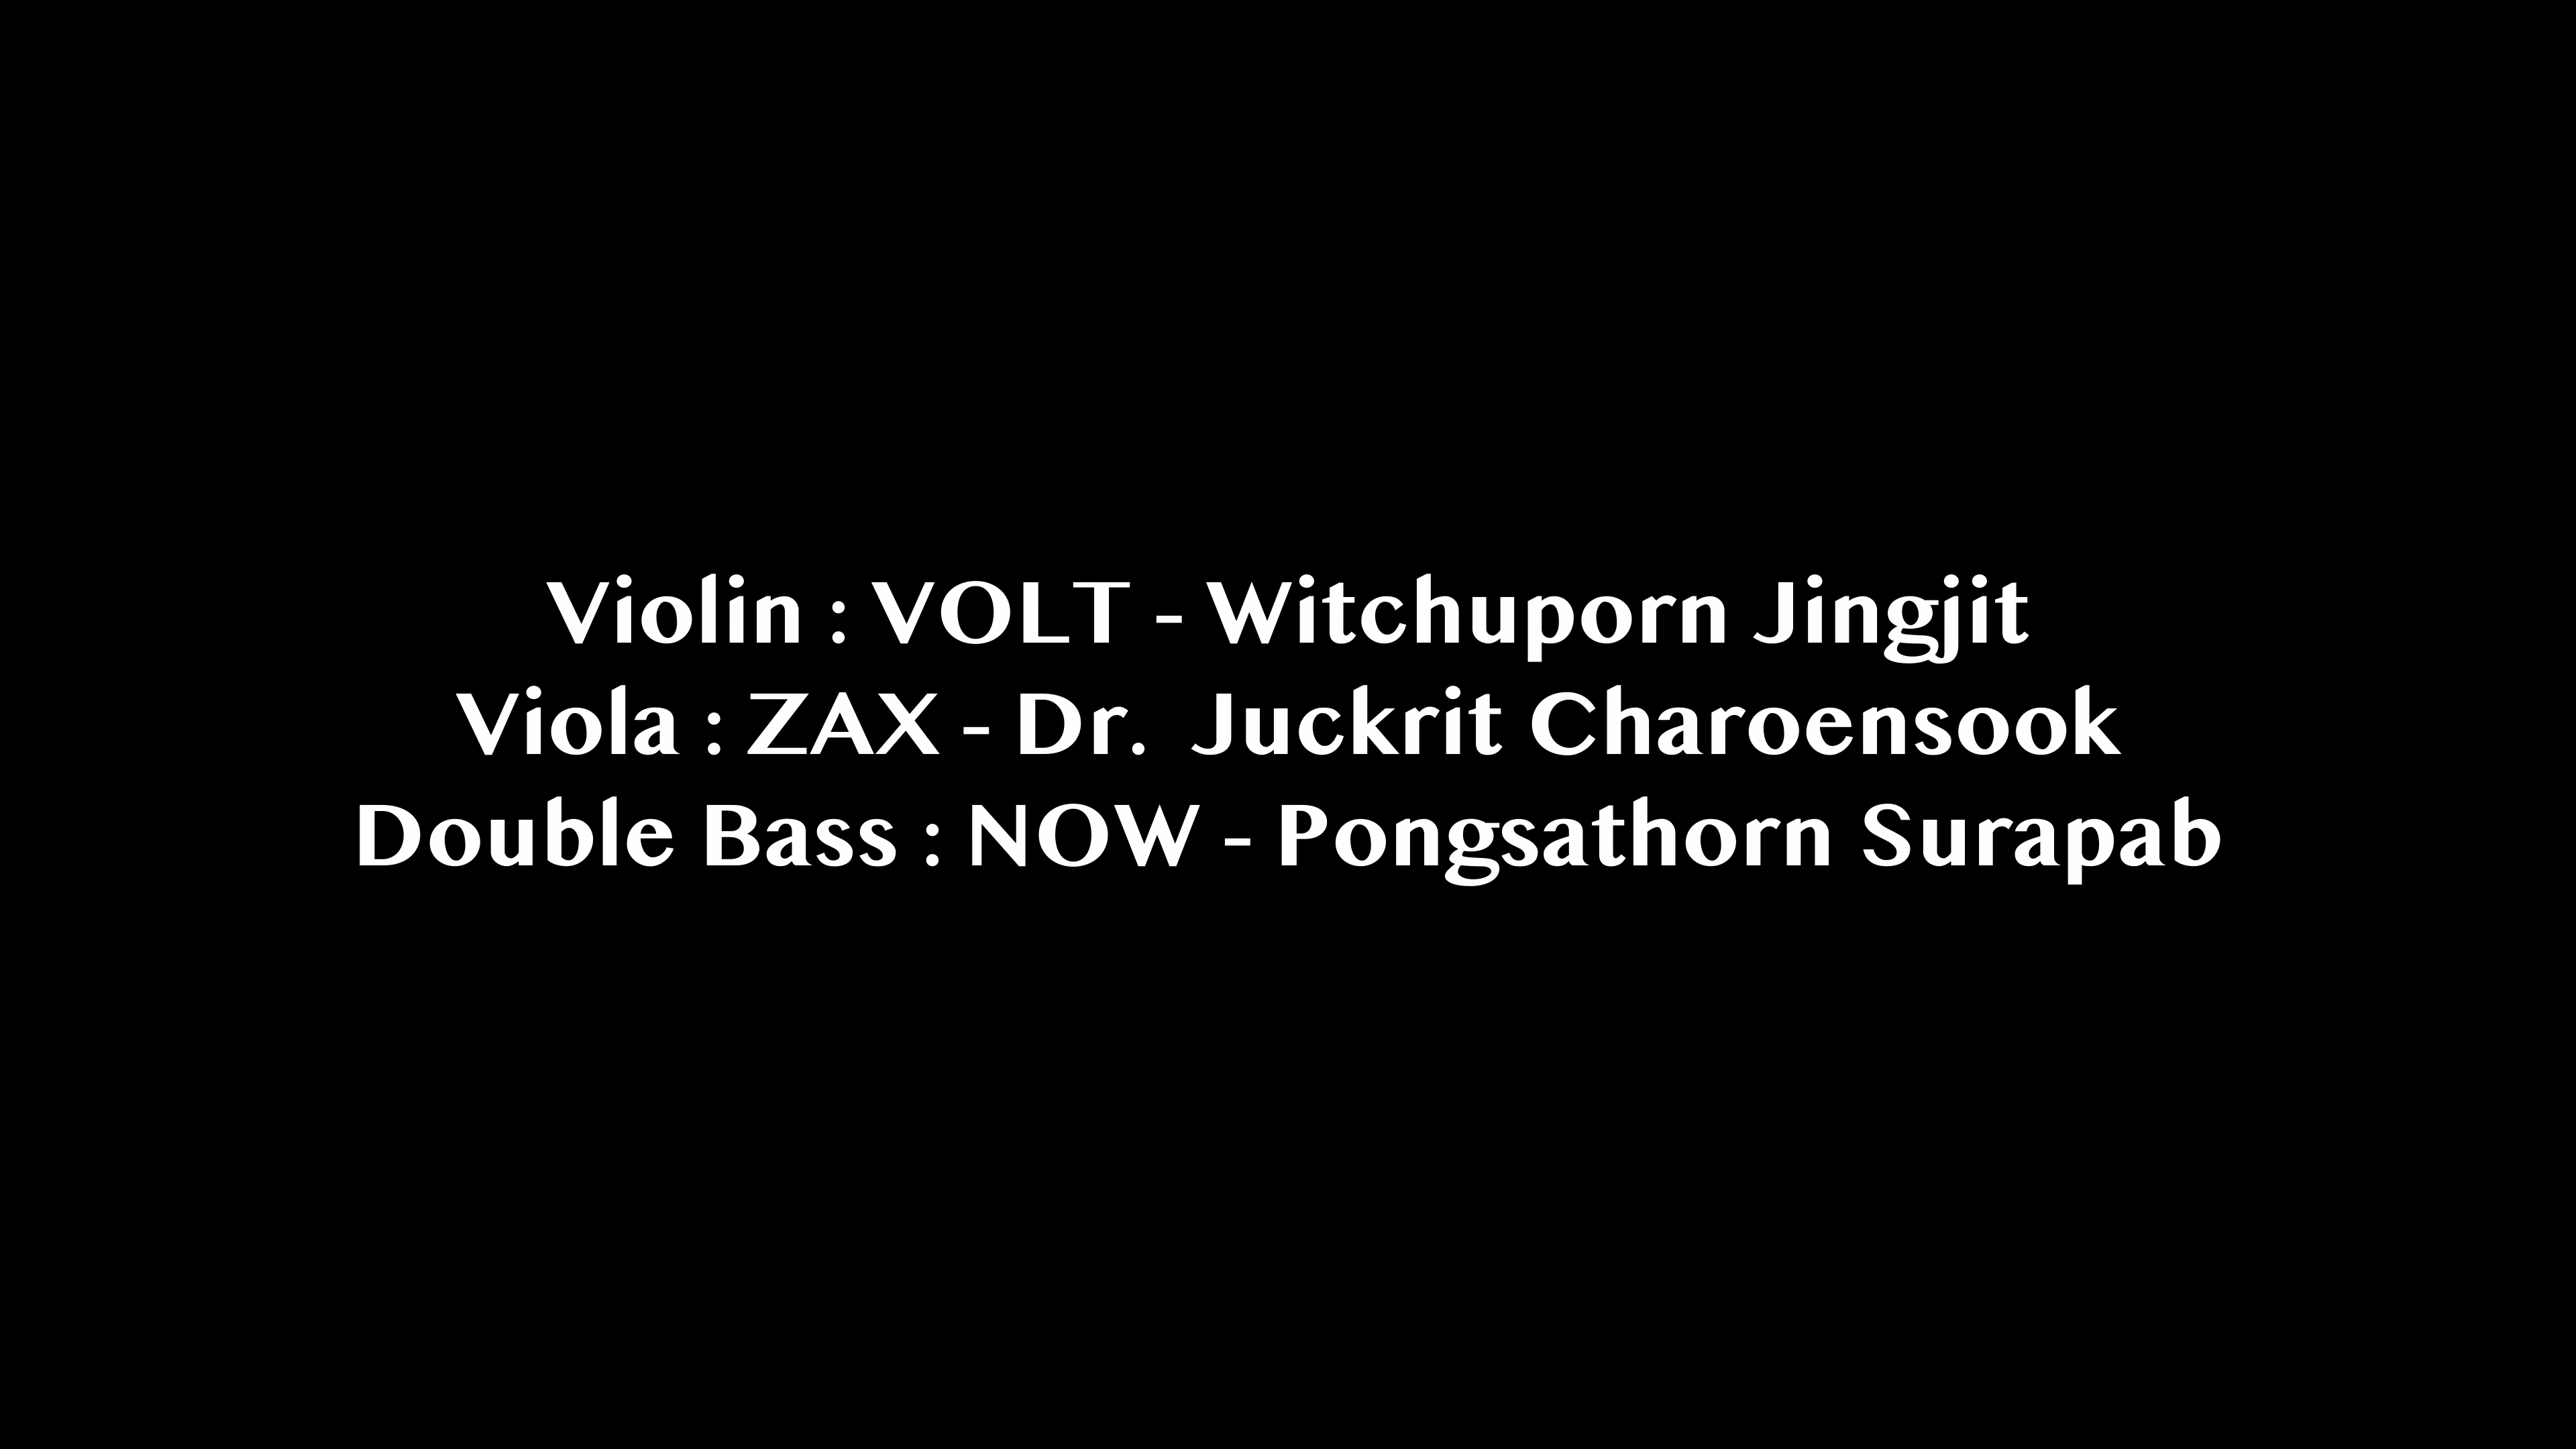 Violin : VOLT - Witchuporn Jingjit
Viola : ZAX - Dr.  Juckrit Charoensook
Double Bass : NOW - Pongsathorn Surapab